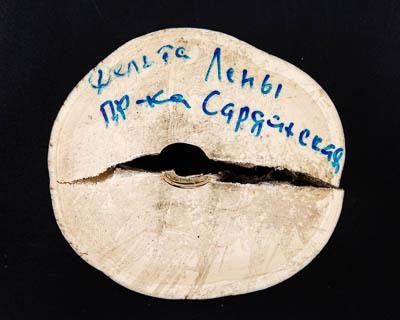 Дельта Лены
пр-ка Сардахская